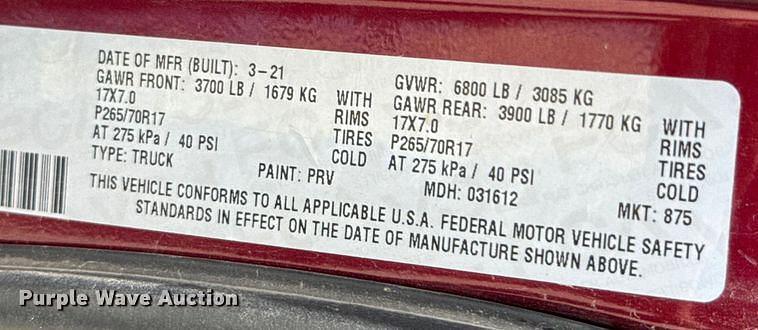 DATE OF MFR (BUILT): 3-21
GVWR: 6800 LB / 3085 KG
GAWR FRONT: 3700 LB / 1679 KG WITH
GAWR REAR: 3900 LB / 1770 KG WITH
17X7.0 RIMS
17X7.0 RIMS
P265/70R17 TIRES
P265/70R17 TIRES
AT 275 kPa / 40 PSI COLD
AT 275 kPa / 40 PSI COLD
TYPE: TRUCK
PAINT: PRV
MDH: 031612
MKT: 875
THIS VEHICLE CONFORMS TO ALL APPLICABLE U.S.A. FEDERAL MOTOR VEHICLE SAFETY
STANDARDS IN EFFECT ON THE DATE OF MANUFACTURE SHOWN ABOVE.
Purple Wave Auction